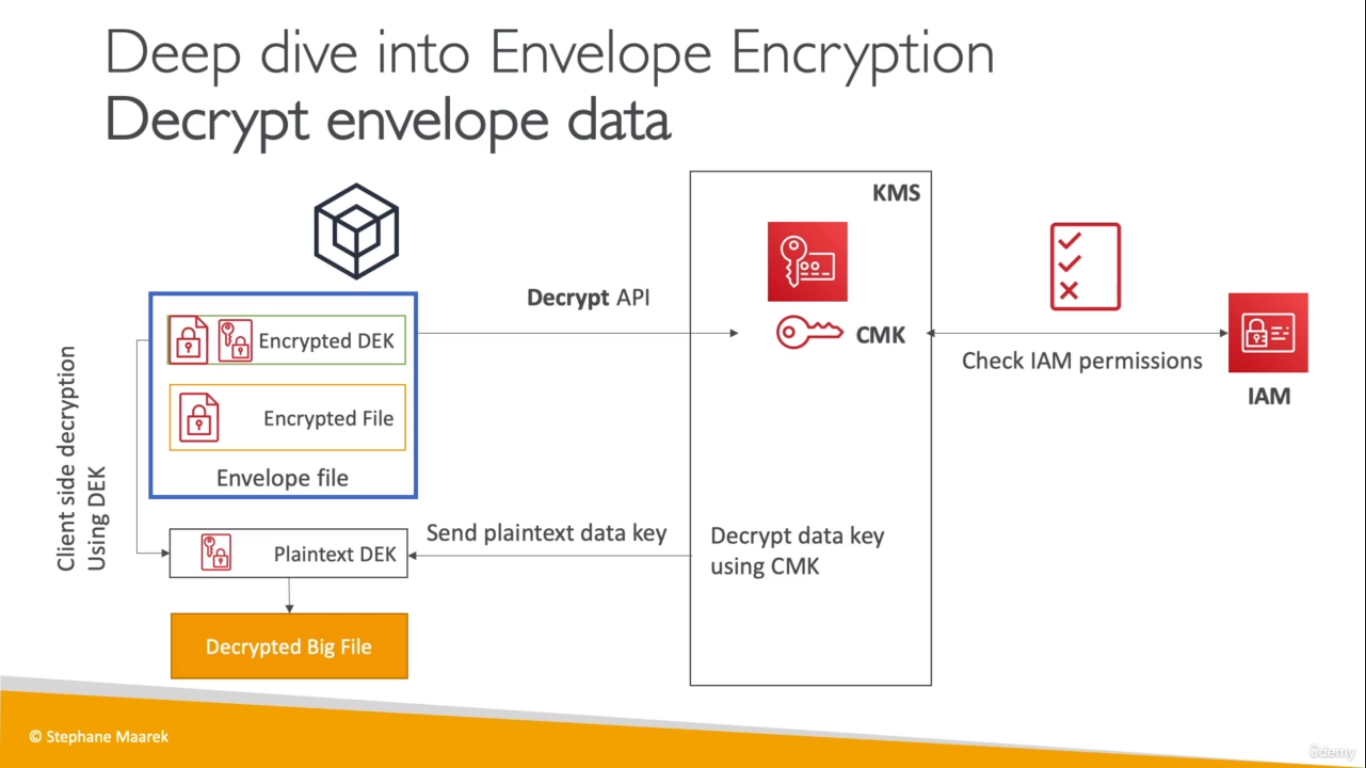 Deep dive into Envelope Encryption
Decrypt envelope data
KMS
Decrypt API
Encrypted DEK
CMK
Check IAM permissions
IAM
Encrypted File
Envelope file
Client side decryption
Using DEK
Send plaintext data key
Decrypt data key
using CMK
Plaintext DEK
Decrypted Big File
© Stephane Maarek
ûdemy